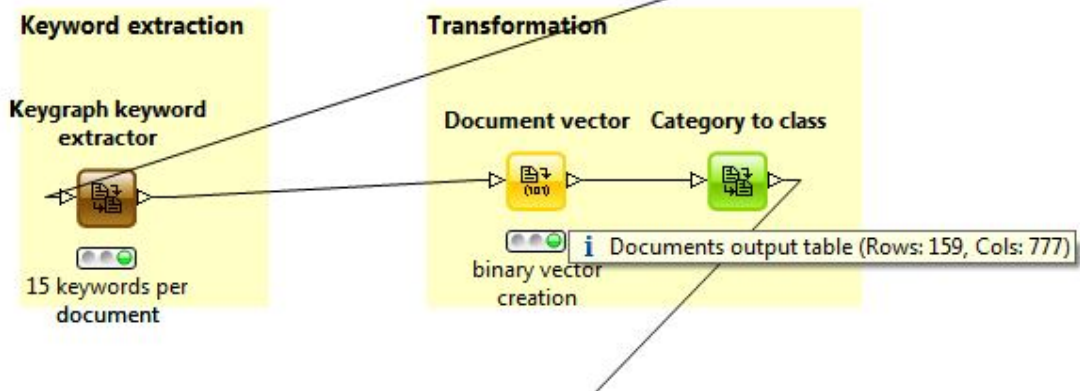 Keyword extraction
Transformation
Keygraph keyword
extractor
Document vector
Category to class
(101)
i Documents output table (Rows: 159, Cols: 777)
15 keywords per
document
binary vector
creation